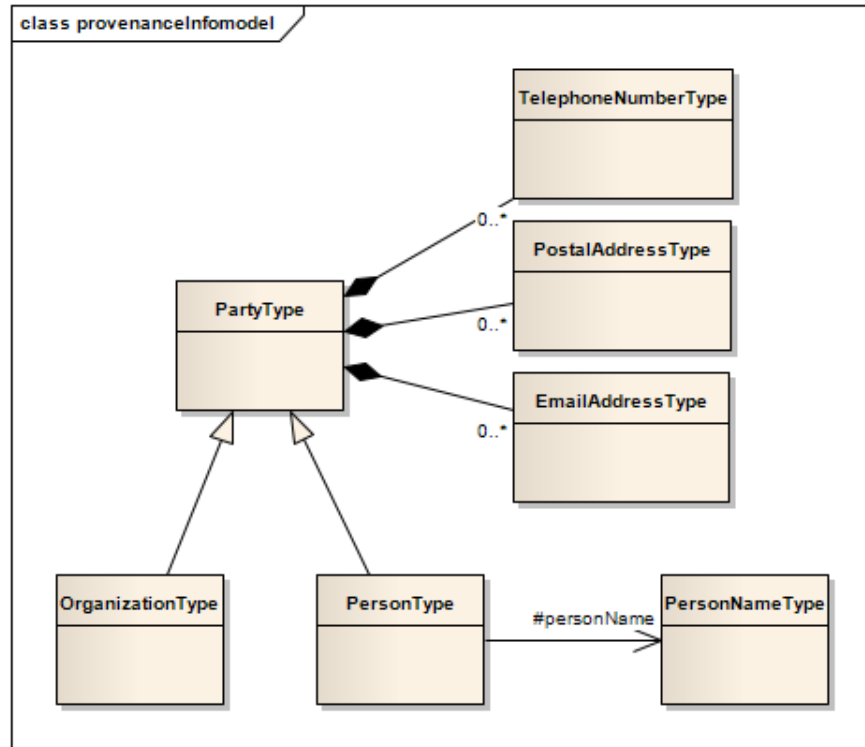 class provenanceInfomodel
TelephoneNumberType
0..*
PostalAddressType
PartyType
0..*
EmailAddressType
0..*
OrganizationType
PersonType
#personName
PersonNameType